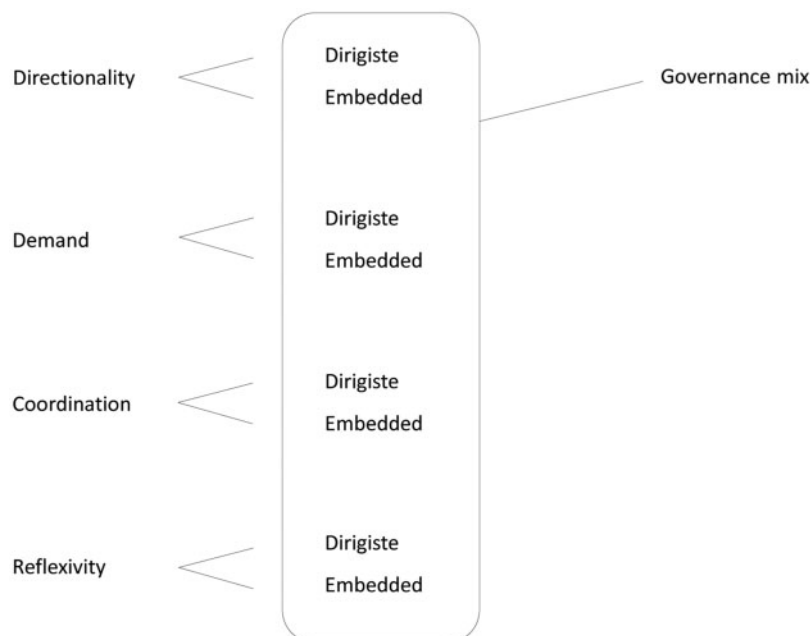 Directionality
Dirigiste
Embedded
Governance mix
Demand
Dirigiste
Embedded
Coordination
Dirigiste
Embedded
Reflexivity
Dirigiste
Embedded